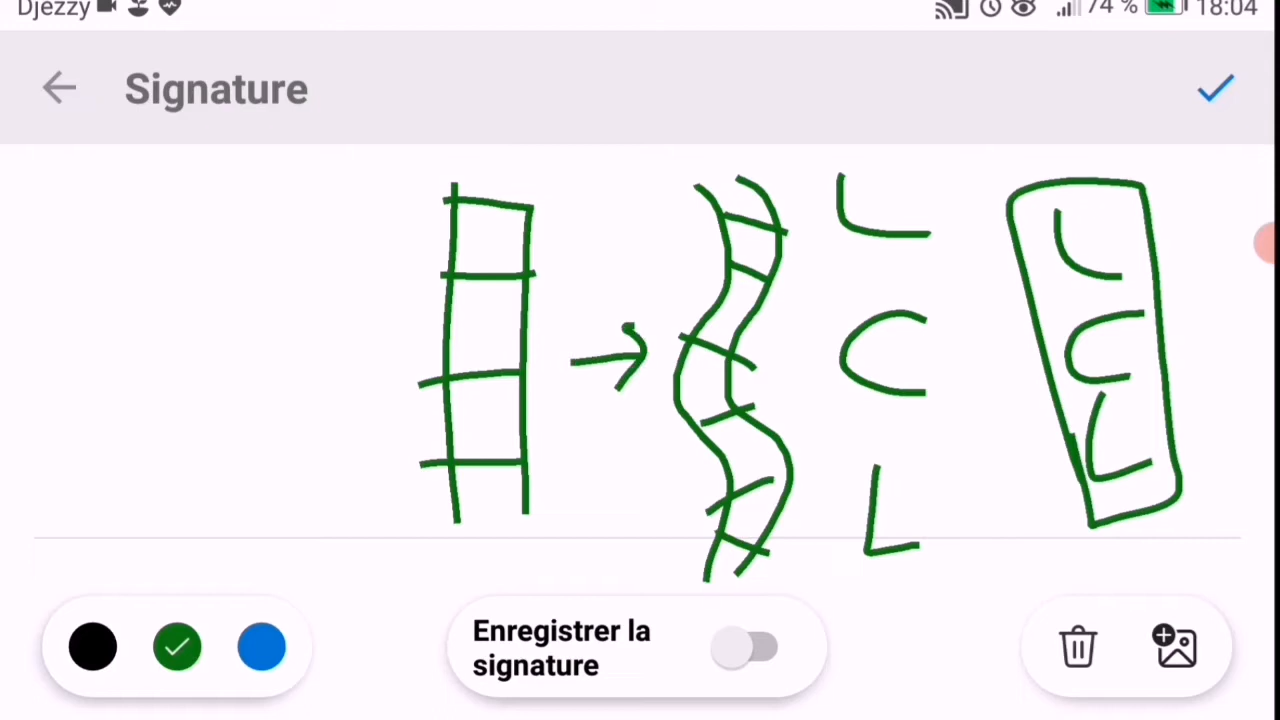 Djezzy 74 % 18:04
Signature
L
C
L
L
C
L
Enregistrer la
signature